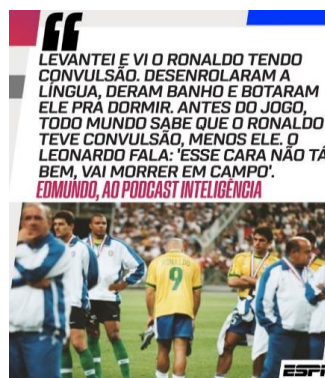 LEVANTEI E VI O RONALDO TENDO
CONVULSÃO. DESENROLARAM A
LÍNGUA, DERAM BANHO E BOTARAM
ELE PRA DORMIR. ANTES DO JOGO,
TODO MUNDO SABE QUE O RONALDO
TEVE CONVULSÃO, MENOS ELE. O
LEONARDO FALA: 'ESSE CARA NÃO TÁ
BEM, VAI MORRER EM CAMPO'.
EDMUNDO, AO PODCAST INTELIGÊNCIA
RONALDO
9
ESPN